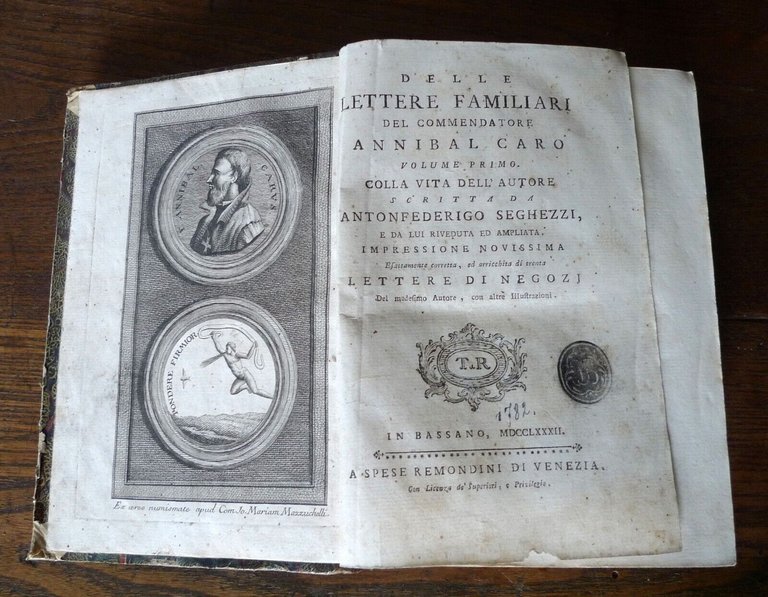 ANNIBAL CARVS
PONDERE FIRMIOR
Ex aereo numismate apud Com. Jo. Mariam Mazzuchelli
DELLE
LETTERE FAMILIARI
DEL COMMENDATORE
ANNIBAL CARO
VOLUME PRIMO.
COLLA VITA DELL' AUTORE
SCRITTA DA
ANTONFEDERIGO SEGHEZZI,
E DA LUI RIVEDUTA ED AMPLIATA.
IMPRESSIONE NOVISSIMA
Esattamente corretta, ed arricchita di trenta
LETTERE DI NEGOZJ
Del medesimo Autore, con altre Illustrazioni.
T.R
1782.
IN BASSANO, MDCCLXXXII.
A SPESE REMONDINI DI VENEZIA.
Con Licenza de' Superiori, e Privilegio.